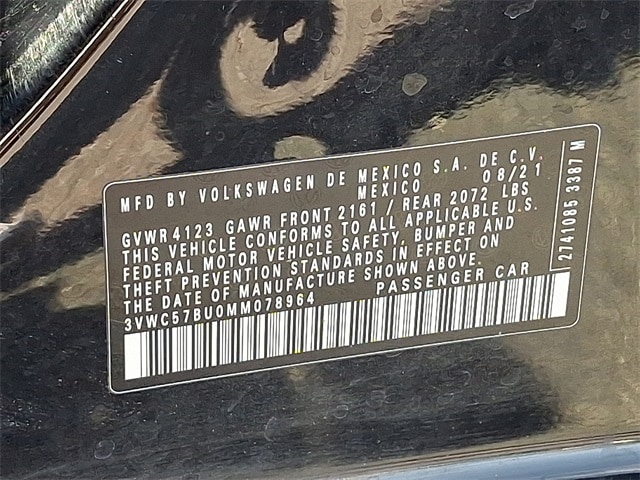 MFD BY VOLKSWAGEN DE MEXICO S.A. DE C.V.
MEXICO 08/21
GVWR 4123 GAWR FRONT 2161 / REAR 2072 LBS
THIS VEHICLE CONFORMS TO ALL APPLICABLE U.S.
FEDERAL MOTOR VEHICLE SAFETY, BUMPER AND
THEFT PREVENTION STANDARDS IN EFFECT ON
THE DATE OF MANUFACTURE SHOWN ABOVE.
3VWC57BU0MM078964 PASSENGER CAR
2741085 3387 M